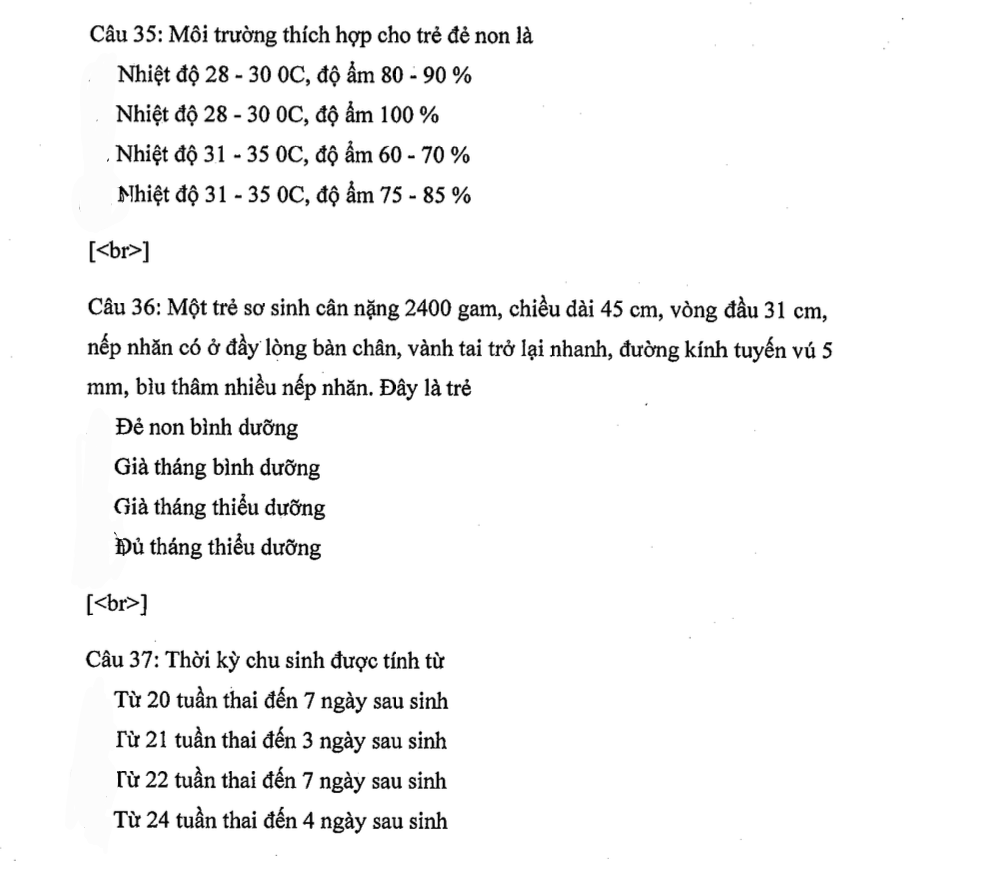 Câu 35: Môi trường thích hợp cho trẻ đẻ non là
Nhiệt độ 28 - 30 0C, độ ẩm 80 - 90 %
Nhiệt độ 28 - 30 0C, độ ẩm 100 %
Nhiệt độ 31 - 35 0C, độ ẩm 60 - 70 %
Nhiệt độ 31 - 35 0C, độ ẩm 75 - 85 %
[<br>]
Câu 36: Một trẻ sơ sinh cân nặng 2400 gam, chiều dài 45 cm, vòng đầu 31 cm,
nếp nhăn có ở đầy lòng bàn chân, vành tai trở lại nhanh, đường kính tuyến vú 5
mm, bìu thâm nhiều nếp nhăn. Đây là trẻ
Đẻ non bình dưỡng
Già tháng bình dưỡng
Già tháng thiểu dưỡng
Đủ tháng thiểu dưỡng
[<br>]
Câu 37: Thời kỳ chu sinh được tính từ
Từ 20 tuần thai đến 7 ngày sau sinh
Từ 21 tuần thai đến 3 ngày sau sinh
Từ 22 tuần thai đến 7 ngày sau sinh
Từ 24 tuần thai đến 4 ngày sau sinh